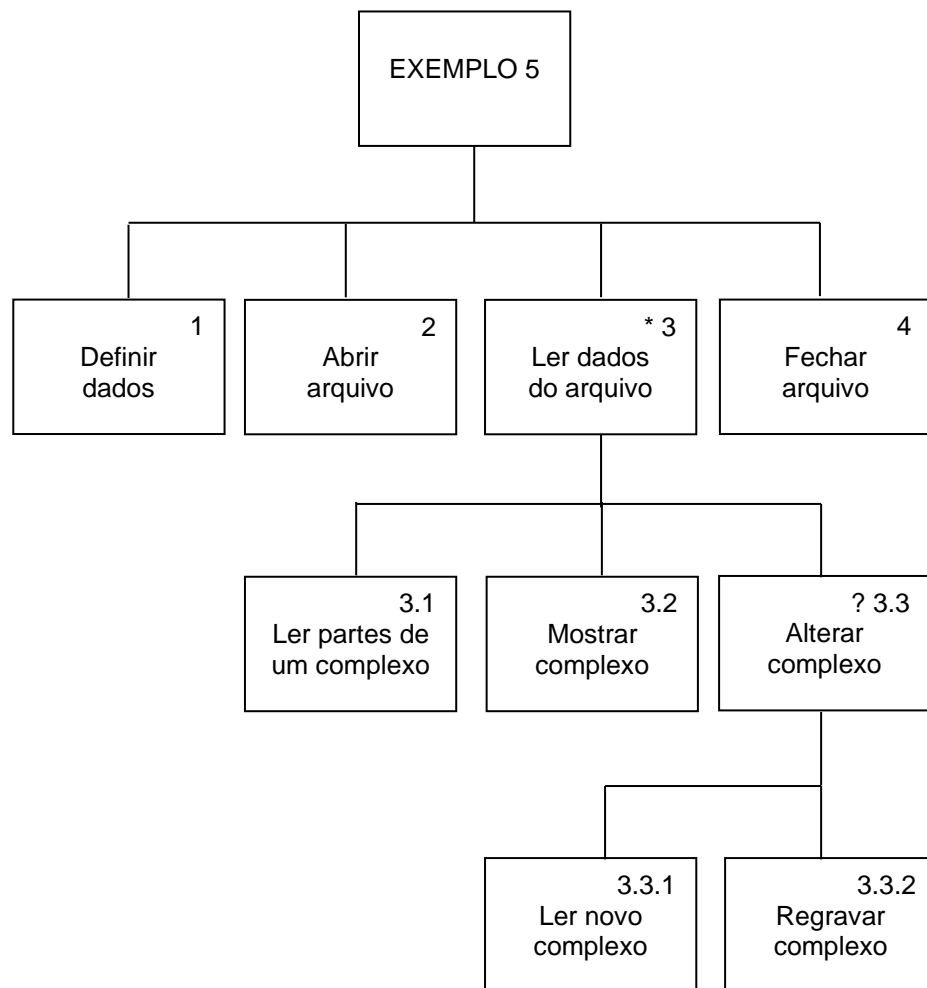 EXEMPLO 5
1
Definir
dados
2
Abrir
arquivo
* 3
Ler dados
do arquivo
4
Fechar
arquivo
3.1
Ler partes de
um complexo
3.2
Mostrar
complexo
? 3.3
Alterar
complexo
3.3.1
Ler novo
complexo
3.3.2
Regravar
complexo